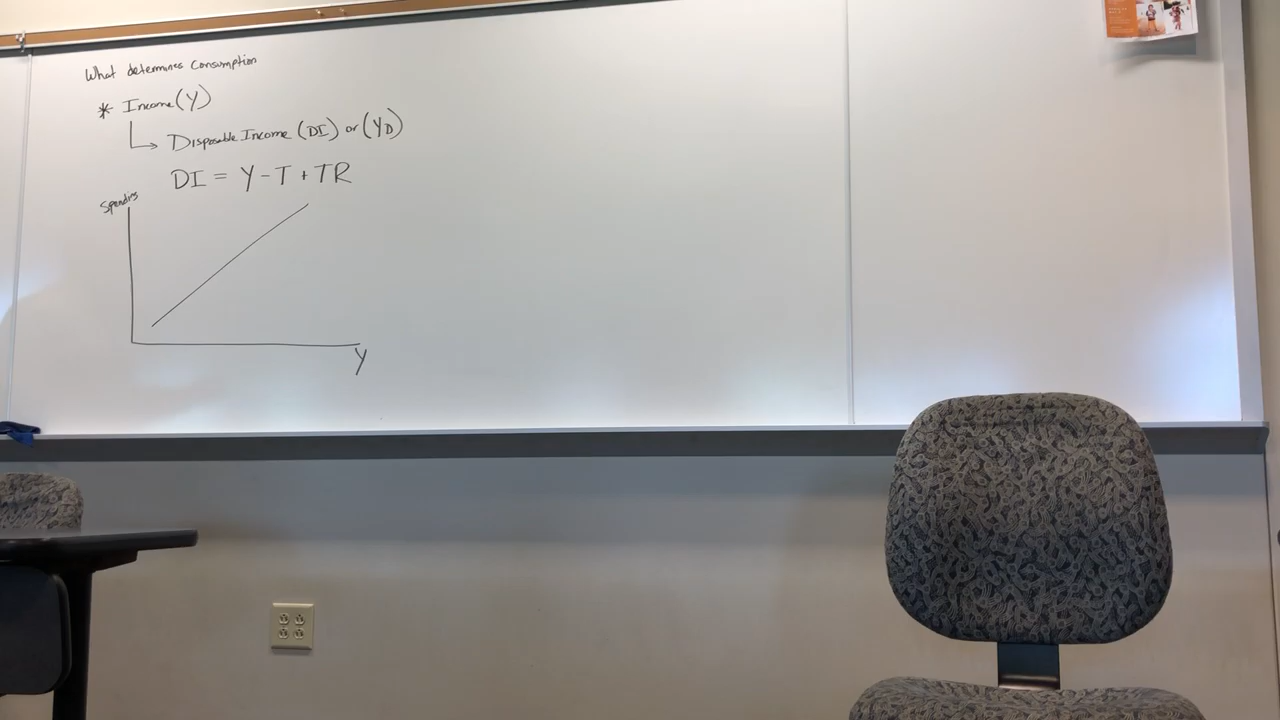 What determines Consumption
* Income (Y)
↳ Disposable Income (DI) or (YD)
DI = Y - T + TR
Spending
Y